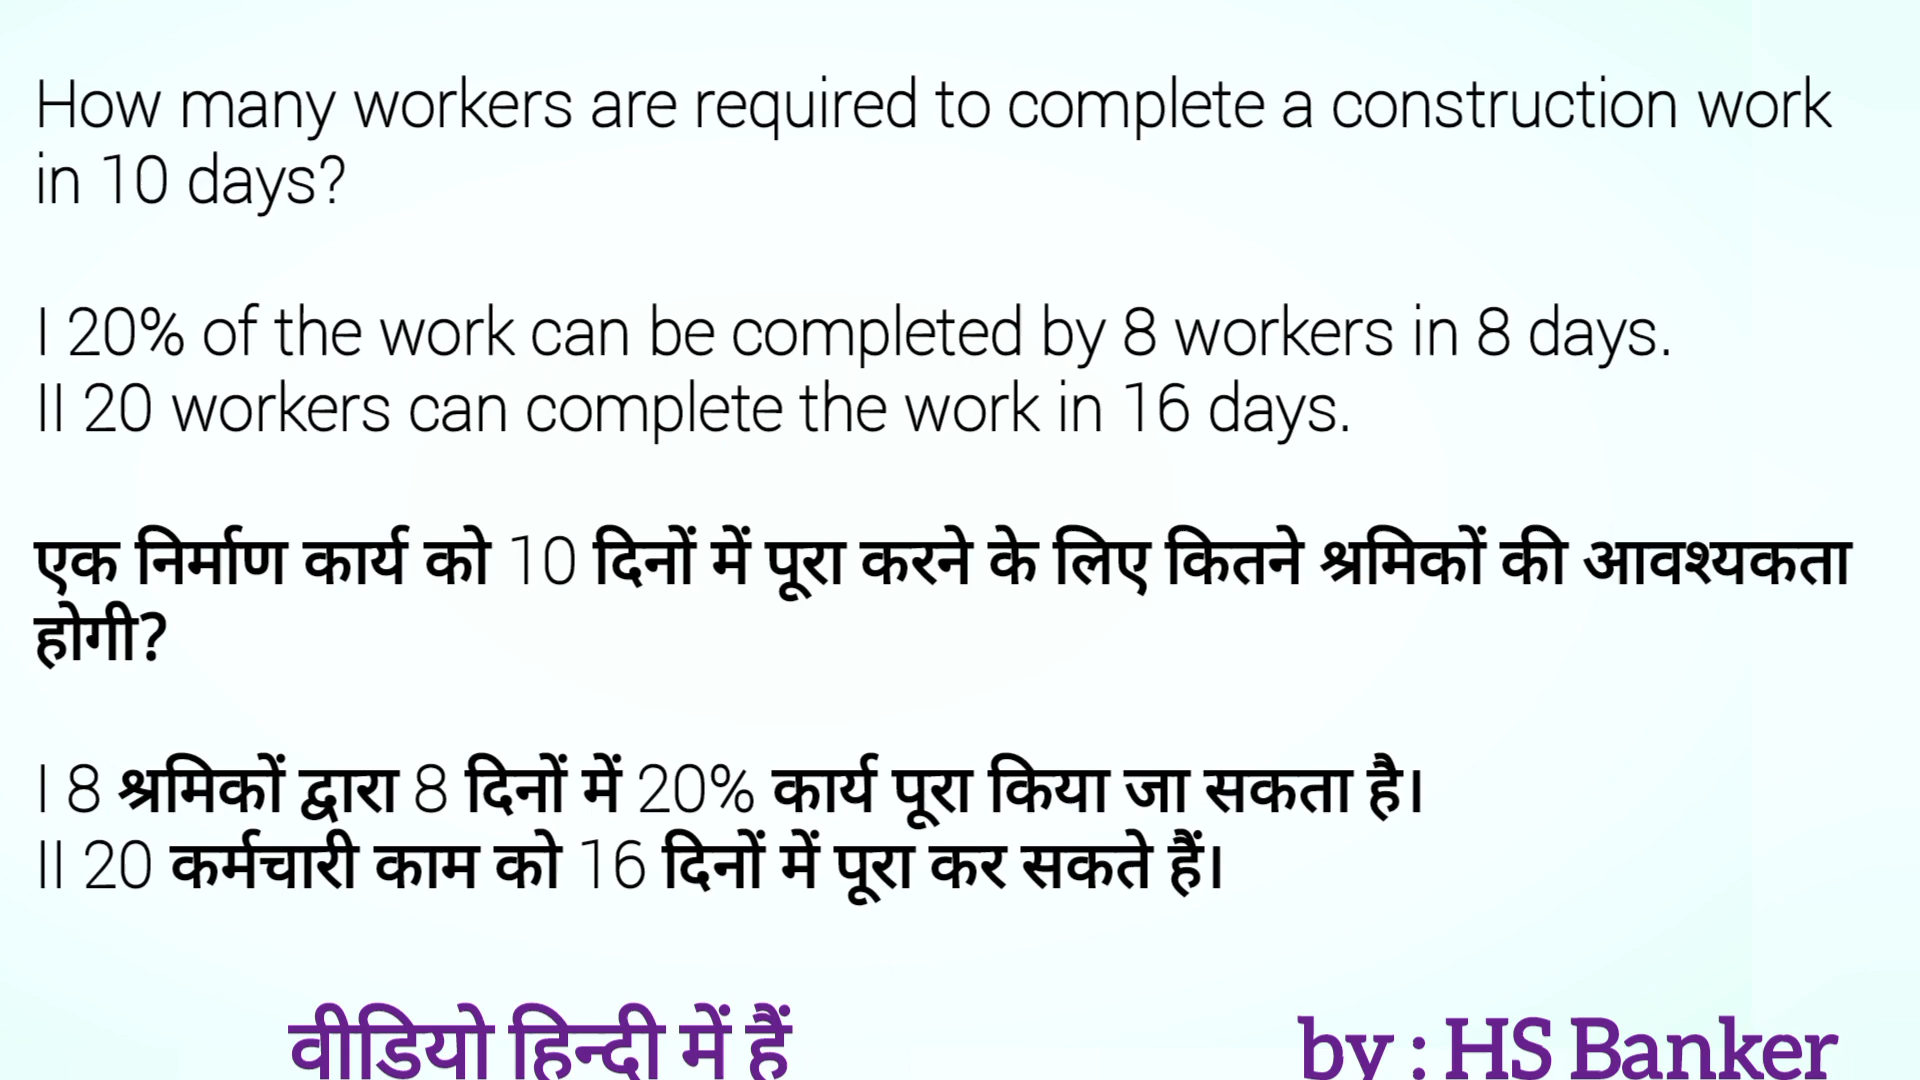 How many workers are required to complete a construction work
in 10 days?
I 20% of the work can be completed by 8 workers in 8 days.
II 20 workers can complete the work in 16 days.
एक निर्माण कार्य को 10 दिनों में पूरा करने के लिए कितने श्रमिकों की आवश्यकता
होगी?
I 8 श्रमिकों द्वारा 8 दिनों में 20% कार्य पूरा किया जा सकता है।
II 20 कर्मचारी काम को 16 दिनों में पूरा कर सकते हैं।
वीडियो हिन्दी में हैं by : HS Banker